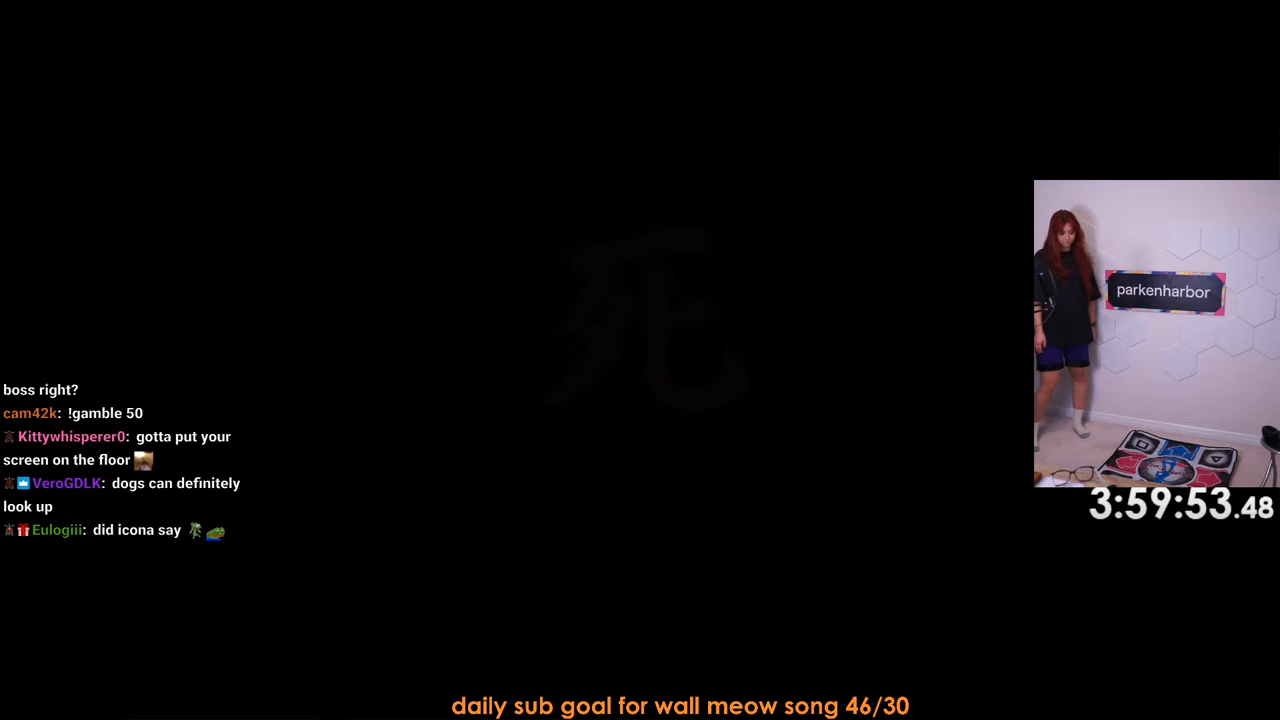 死
parkenharbor
boss right?
cam42k: !gamble 50
Kittywhisperer0: gotta put your
screen on the floor
VeroGDLK: dogs can definitely
look up
Eulogiii: did icona say
3:59:53.48
daily sub goal for wall meow song 46/30